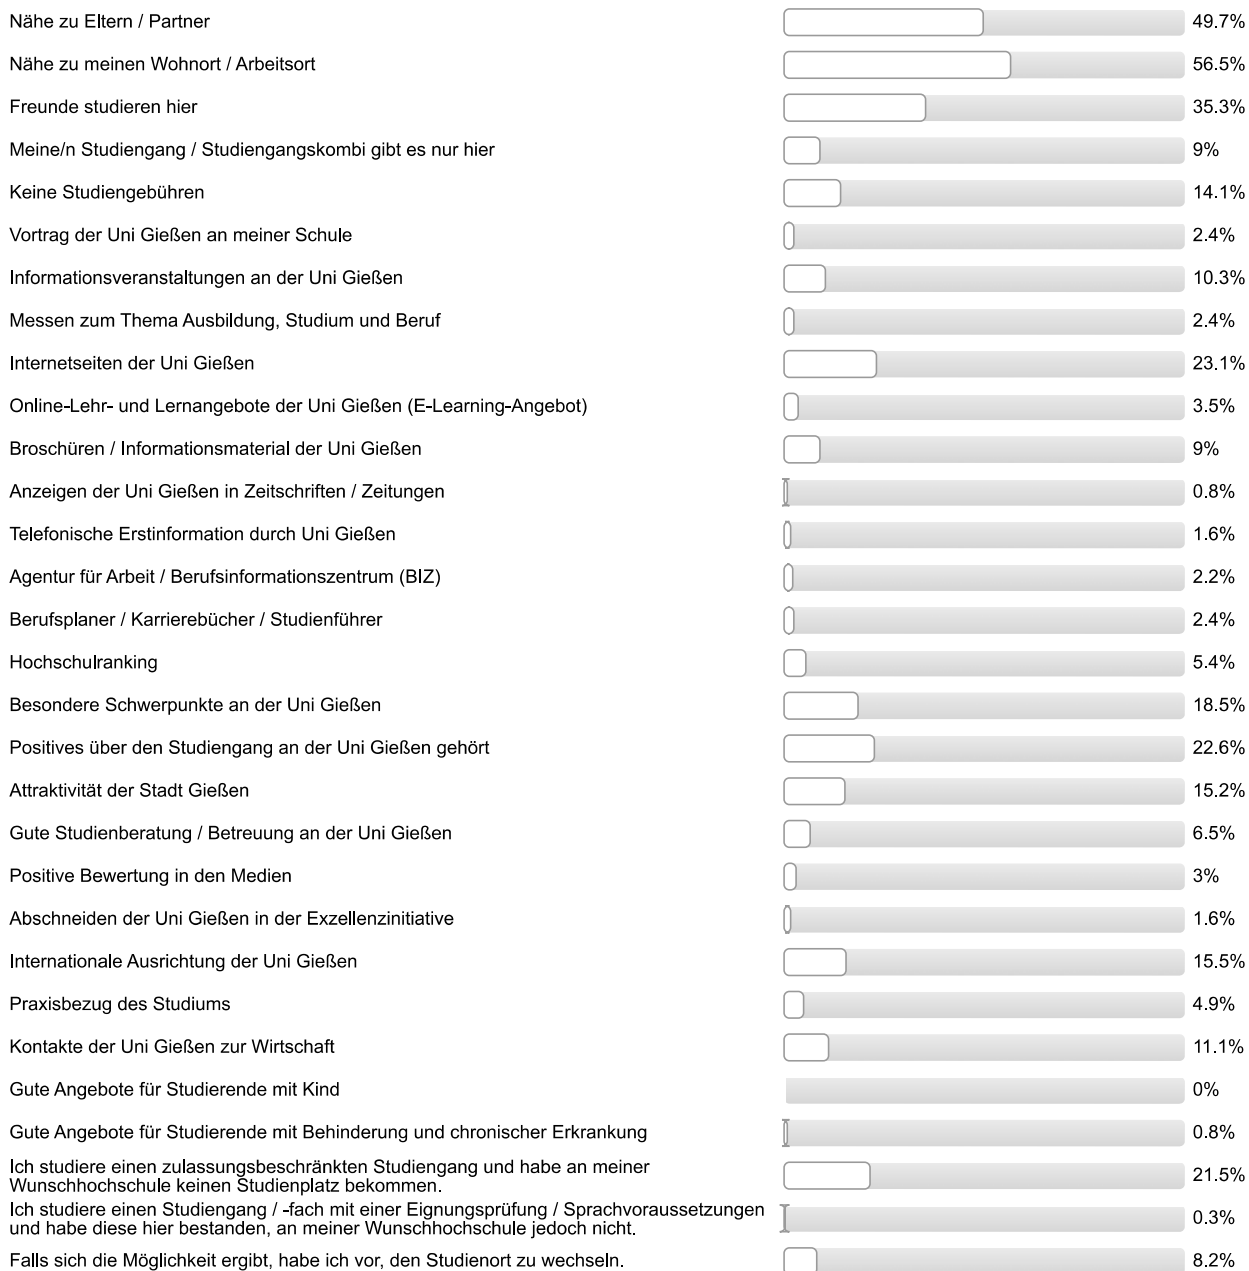 Nähe zu Eltern / Partner 49.7%
Nähe zu meinen Wohnort / Arbeitsort 56.5%
Freunde studieren hier 35.3%
Meine/n Studiengang / Studiengangskombi gibt es nur hier 9%
Keine Studiengebühren 14.1%
Vortrag der Uni Gießen an meiner Schule 2.4%
Informationsveranstaltungen an der Uni Gießen 10.3%
Messen zum Thema Ausbildung, Studium und Beruf 2.4%
Internetseiten der Uni Gießen 23.1%
Online-Lehr- und Lernangebote der Uni Gießen (E-Learning-Angebot) 3.5%
Broschüren / Informationsmaterial der Uni Gießen 9%
Anzeigen der Uni Gießen in Zeitschriften / Zeitungen 0.8%
Telefonische Erstinformation durch Uni Gießen 1.6%
Agentur für Arbeit / Berufsinformationszentrum (BIZ) 2.2%
Berufsplaner / Karrierebücher / Studienführer 2.4%
Hochschulranking 5.4%
Besondere Schwerpunkte an der Uni Gießen 18.5%
Positives über den Studiengang an der Uni Gießen gehört 22.6%
Attraktivität der Stadt Gießen 15.2%
Gute Studienberatung / Betreuung an der Uni Gießen 6.5%
Positive Bewertung in den Medien 3%
Abschneiden der Uni Gießen in der Exzellenzinitiative 1.6%
Internationale Ausrichtung der Uni Gießen 15.5%
Praxisbezug des Studiums 4.9%
Kontakte der Uni Gießen zur Wirtschaft 11.1%
Gute Angebote für Studierende mit Kind 0%
Gute Angebote für Studierende mit Behinderung und chronischer Erkrankung 0.8%
Ich studiere einen zulassungsbeschränkten Studiengang und habe an meiner
Wunschhochschule keinen Studienplatz bekommen. 21.5%
Ich studiere einen Studiengang / -fach mit einer Eignungsprüfung / Sprachvoraussetzungen
und habe diese hier bestanden, an meiner Wunschhochschule jedoch nicht. 0.3%
Falls sich die Möglichkeit ergibt, habe ich vor, den Studienort zu wechseln. 8.2%